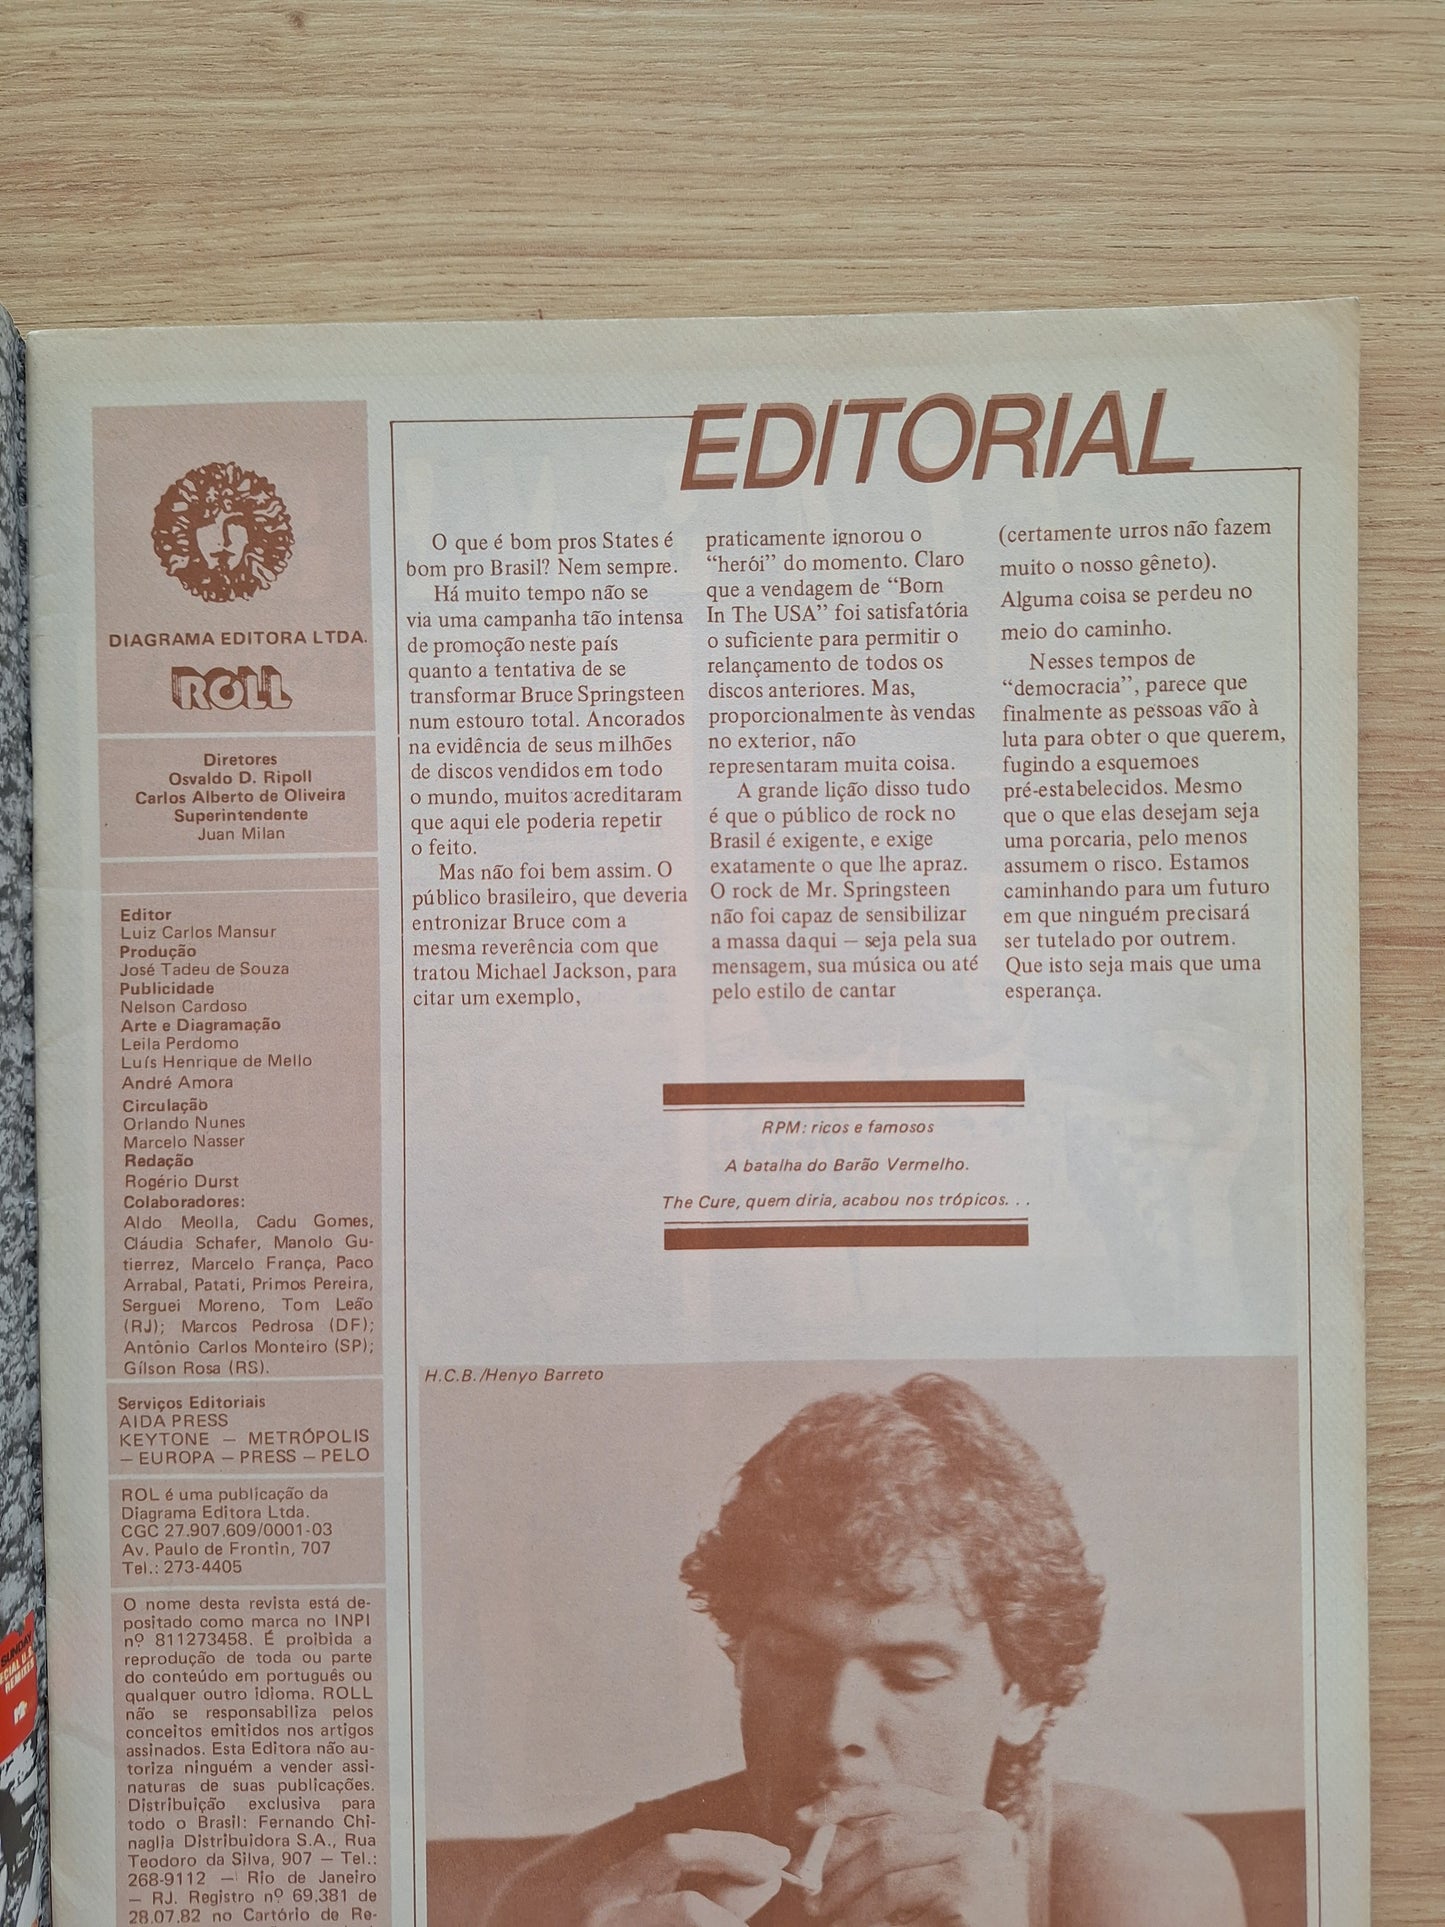 EDITORIAL
DIAGRAMA EDITORA LTDA.
ROLL
Diretores
Osvaldo D. Ripoll
Carlos Alberto de Oliveira
Superintendente
Juan Milan
Editor
Luiz Carlos Mansur
Produção
José Tadeu de Souza
Publicidade
Nelson Cardoso
Arte e Diagramação
Leila Perdomo
Luís Henrique de Mello
André Amora
Circulação
Orlando Nunes
Marcelo Nasser
Redação
Rogério Durst
Colaboradores:
Aldo Meolla, Cadu Gomes,
Cláudia Schafer, Manolo Gu-
tierrez, Marcelo França, Paco
Arrabal, Patati, Primos Pereira,
Serguei Moreno, Tom Leão
(RJ); Marcos Pedrosa (DF);
Antônio Carlos Monteiro (SP);
Gílson Rosa (RS).
Serviços Editoriais
AIDA PRESS
KEYTONE — METRÓPOLIS
— EUROPA — PRESS — PELO
ROL é uma publicação da
Diagrama Editora Ltda.
CGC 27.907.609/0001-03
Av. Paulo de Frontin, 707
Tel.: 273-4405
O nome desta revista está de-
positado como marca no INPI
nº 811273458. É proibida a
reprodução de toda ou parte
do conteúdo em português ou
qualquer outro idioma. ROLL
não se responsabiliza pelos
conceitos emitidos nos artigos
assinados. Esta Editora não au-
toriza ninguém a vender assi-
naturas de suas publicações.
Distribuição exclusiva para
todo o Brasil: Fernando Chi-
naglia Distribuidora S.A., Rua
Teodoro da Silva, 907 — Tel.:
268-9112 — Rio de Janeiro
— RJ. Registro nº 69.381 de
28.07.82 no Cartório de Re-
O que é bom pros States é
bom pro Brasil? Nem sempre.
Há muito tempo não se
via uma campanha tão intensa
de promoção neste país
quanto a tentativa de se
transformar Bruce Springsteen
num estouro total. Ancorados
na evidência de seus milhões
de discos vendidos em todo
o mundo, muitos acreditaram
que aqui ele poderia repetir
o feito.
Mas não foi bem assim. O
público brasileiro, que deveria
entronizar Bruce com a
mesma reverência com que
tratou Michael Jackson, para
citar um exemplo,
praticamente ignorou o
“herói” do momento. Claro
que a vendagem de “Born
In The USA” foi satisfatória
o suficiente para permitir o
relançamento de todos os
discos anteriores. Mas,
proporcionalmente às vendas
no exterior, não
representaram muita coisa.
A grande lição disso tudo
é que o público de rock no
Brasil é exigente, e exige
exatamente o que lhe apraz.
O rock de Mr. Springsteen
não foi capaz de sensibilizar
a massa daqui — seja pela sua
mensagem, sua música ou até
pelo estilo de cantar
(certamente urros não fazem
muito o nosso gêneto).
Alguma coisa se perdeu no
meio do caminho.
Nesses tempos de
“democracia”, parece que
finalmente as pessoas vão à
luta para obter o que querem,
fugindo a esquemoes
pré-estabelecidos. Mesmo
que o que elas desejam seja
uma porcaria, pelo menos
assumem o risco. Estamos
caminhando para um futuro
em que ninguém precisará
ser tutelado por outrem.
Que isto seja mais que uma
esperança.
RPM: ricos e famosos
A batalha do Barão Vermelho.
The Cure, quem diria, acabou nos trópicos. . .
H.C.B./Henyo Barreto
SUNDAY
REMIXES